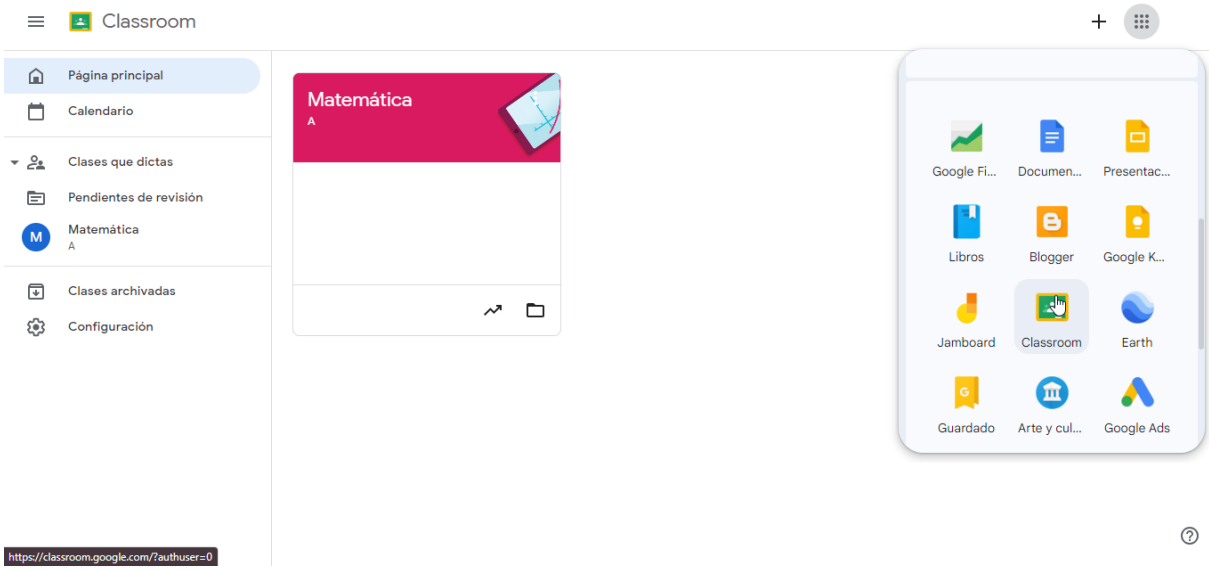 Classroom
Página principal
Calendario
Clases que dictas
Pendientes de revisión
M
Matemática
A
Clases archivadas
Configuración
Matemática
A
Google Fi...
Documen...
Presentac...
Libros
Blogger
Google K...
Jamboard
Classroom
Earth
G
Guardado
Arte y cul...
Google Ads
https://classroom.google.com/?authuser=0